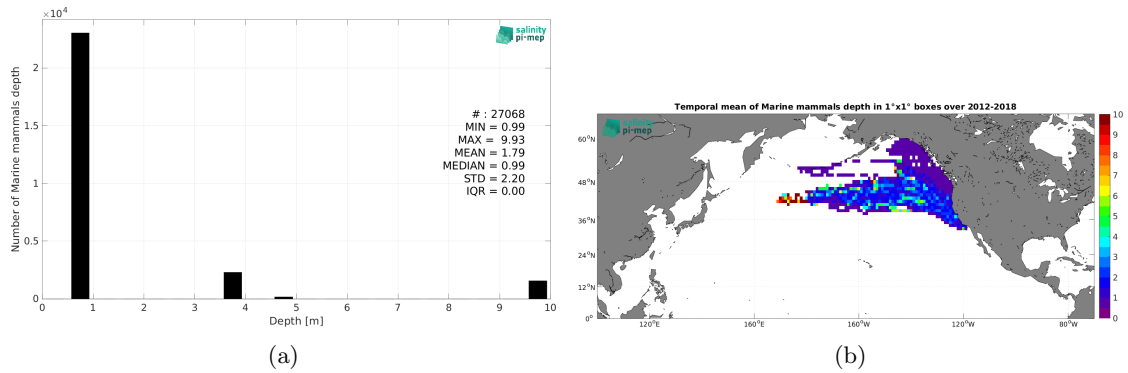 ×10⁴
2
1.5
1
0.5
0
0 1 2 3 4 5 6 7 8 9 10
Number of Marine mammals depth
Depth [m]
salinity
pi-mep
# : 27068
MIN = 0.99
MAX = 9.93
MEAN = 1.79
MEDIAN = 0.99
STD = 2.20
IQR = 0.00
(a)
Temporal mean of Marine mammals depth in 1°x1° boxes over 2012-2018
salinity
pi-mep
60°N
48°N
36°N
24°N
12°N
0°
120°E 160°E 160°W 120°W 80°W
10
9
8
7
6
5
4
3
2
1
0
(b)